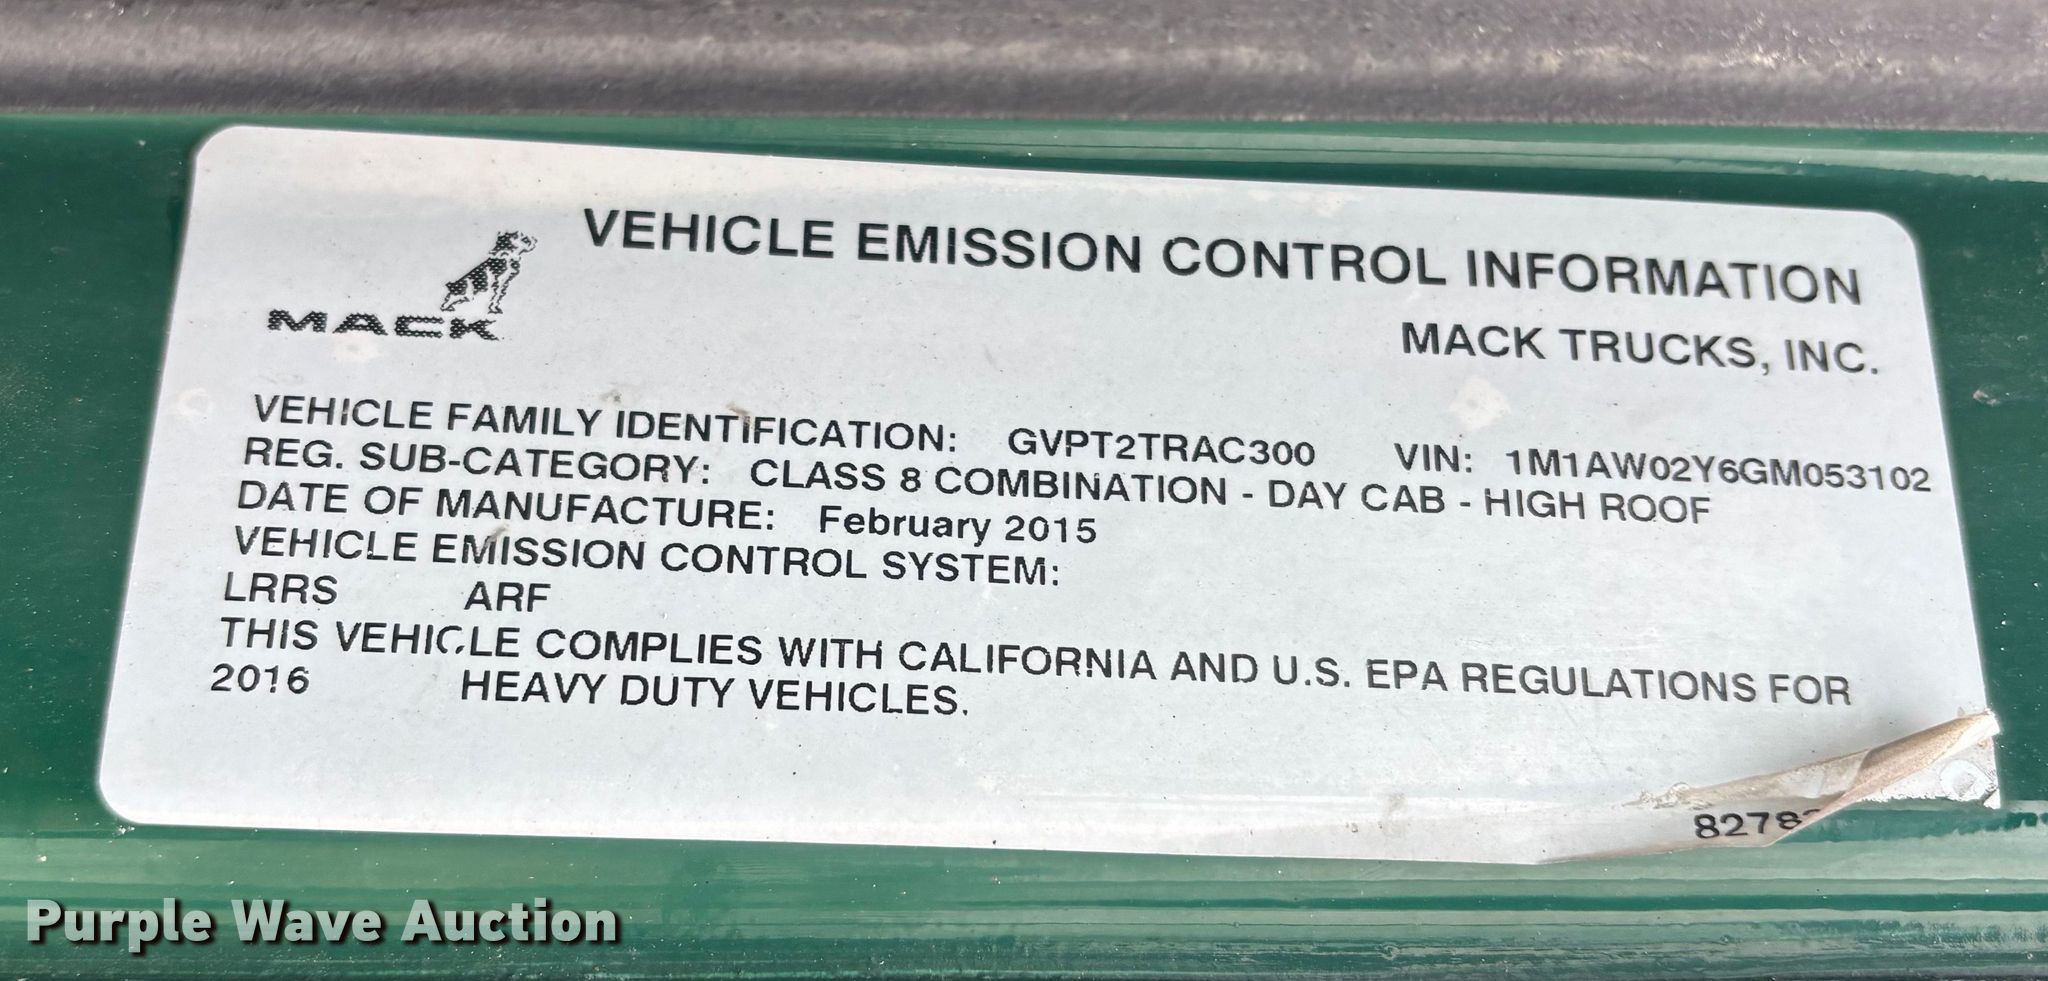 VEHICLE EMISSION CONTROL INFORMATION
MACK
MACK TRUCKS, INC.
VEHICLE FAMILY IDENTIFICATION: GVPT2TRAC300 VIN: 1M1AW02Y6GM053102
REG. SUB-CATEGORY: CLASS 8 COMBINATION - DAY CAB - HIGH ROOF
DATE OF MANUFACTURE: February 2015
VEHICLE EMISSION CONTROL SYSTEM:
LRRS ARF
THIS VEHICLE COMPLIES WITH CALIFORNIA AND U.S. EPA REGULATIONS FOR
2016 HEAVY DUTY VEHICLES.
Purple Wave Auction